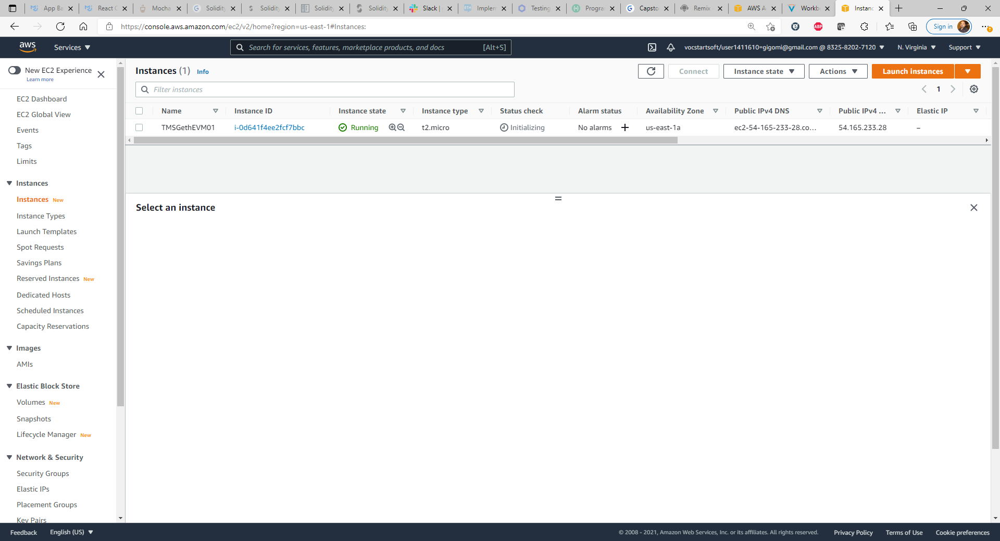 App Ba
React C
Mocha
Solidity
Solidity
Solidity
Solidity
Slack |
Implem
Testing
Progra
Capsto
Remix
AWS A
Workbe
Instanc
https://console.aws.amazon.com/ec2/v2/home?region=us-east-1#Instances:
ABP
Sign in
aws
Services
Search for services, features, marketplace products, and docs
[Alt+S]
vocstartsoft/user1411610=gigomi@gmail.com @ 8325-8202-7120
N. Virginia
Support
New EC2 Experience
Learn more
EC2 Dashboard
EC2 Global View
Events
Tags
Limits
Instances
Instances New
Instance Types
Launch Templates
Spot Requests
Savings Plans
Reserved Instances New
Dedicated Hosts
Scheduled Instances
Capacity Reservations
Images
AMIs
Elastic Block Store
Volumes New
Snapshots
Lifecycle Manager New
Network & Security
Security Groups
Elastic IPs
Placement Groups
Key Pairs
Instances (1) Info
Connect
Instance state
Actions
Launch instances
Filter instances
1
Name
Instance ID
Instance state
Instance type
Status check
Alarm status
Availability Zone
Public IPv4 DNS
Public IPv4 ...
Elastic IP
TMSGethEVM01
i-0d641f4ee2fcf7bbc
Running
t2.micro
Initializing
No alarms
us-east-1a
ec2-54-165-233-28.co...
54.165.233.28
–
Select an instance
Feedback
English (US)
© 2008 - 2021, Amazon Web Services, Inc. or its affiliates. All rights reserved.
Privacy Policy
Terms of Use
Cookie preferences